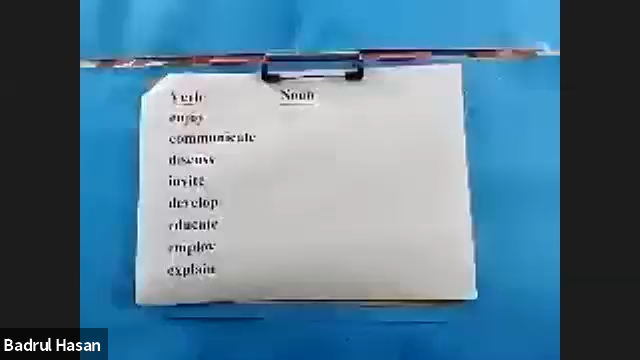 Verb Noun
enjoy
communicate
discuss
invite
develop
educate
employ
explain
Badrul Hasan